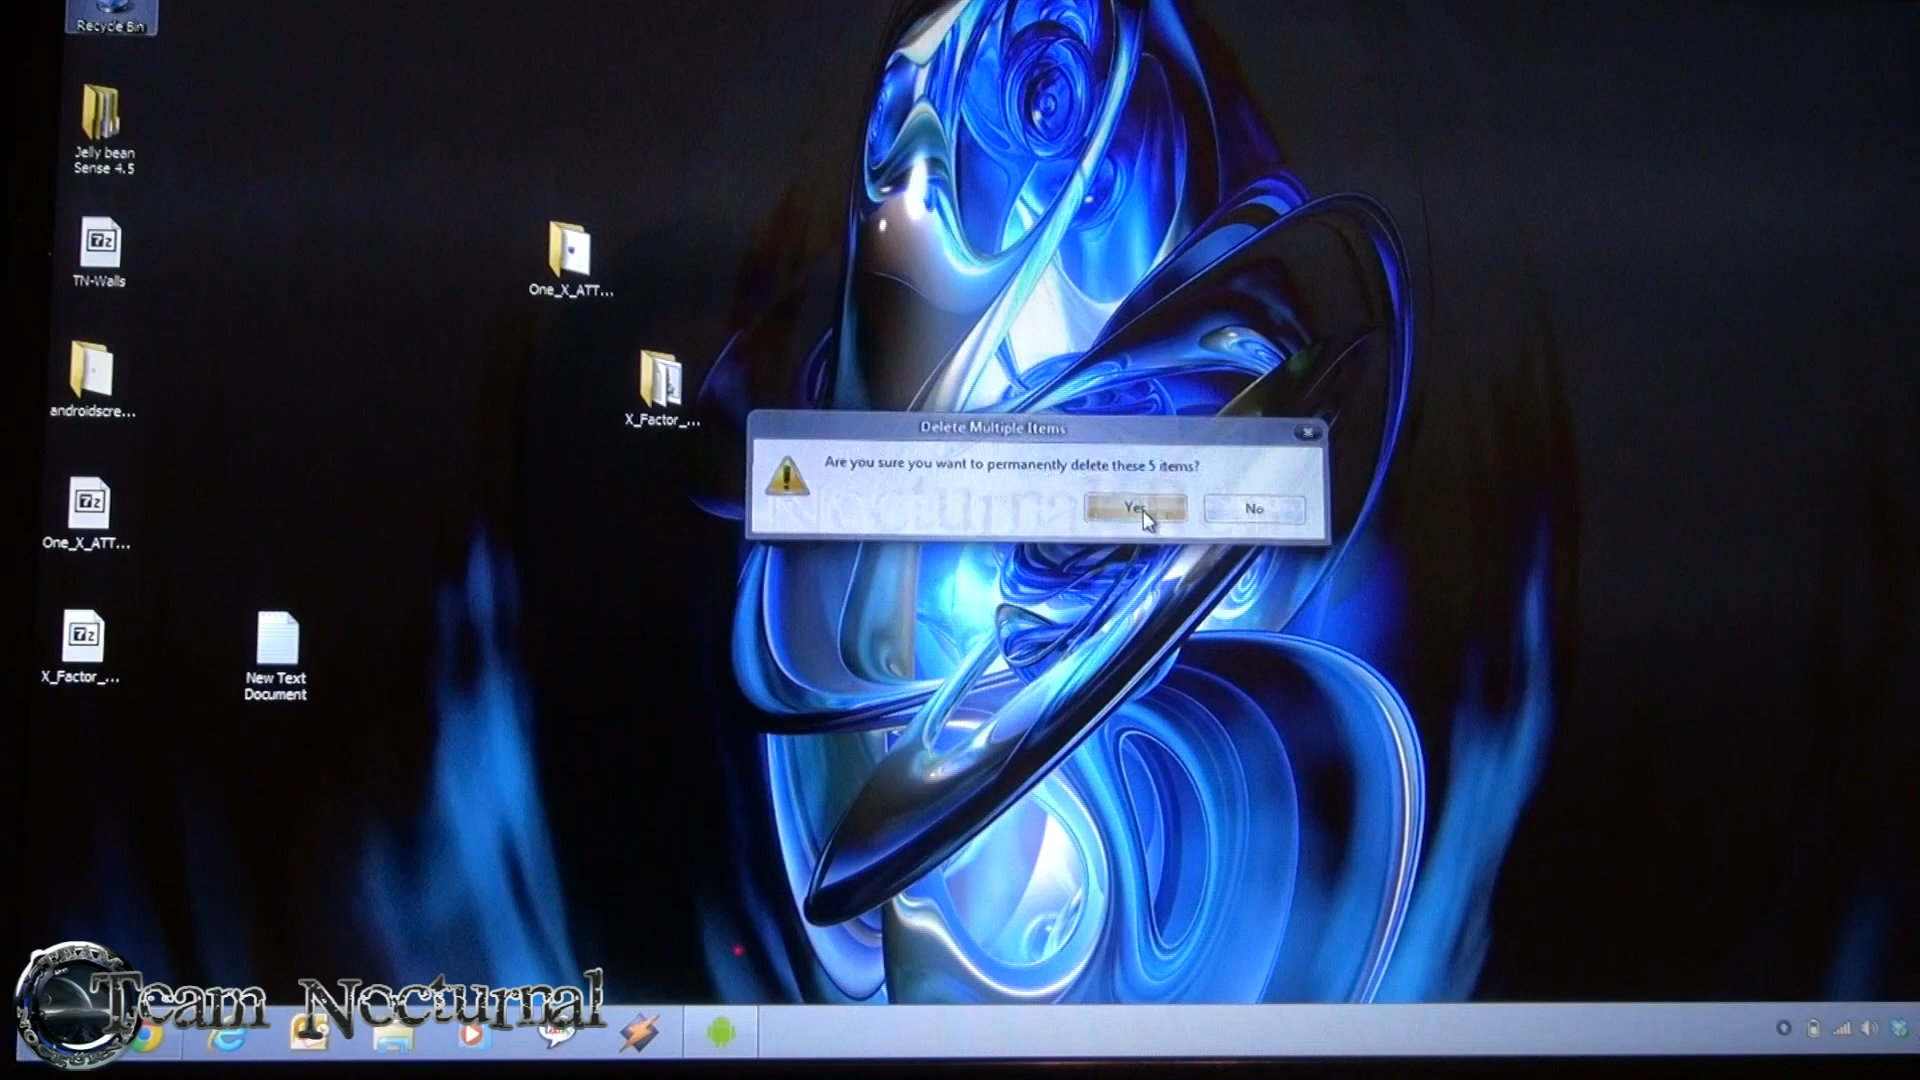 Recycle Bin
Jelly bean
Sense 4.5
TN-Walls
androidscre...
One_X_ATT...
X_Factor_...
New Text
Document
One_X_ATT...
X_Factor_...
Delete Multiple Items
Are you sure you want to permanently delete these 5 items?
Nocturnal
Yes
No
Team Nocturnal